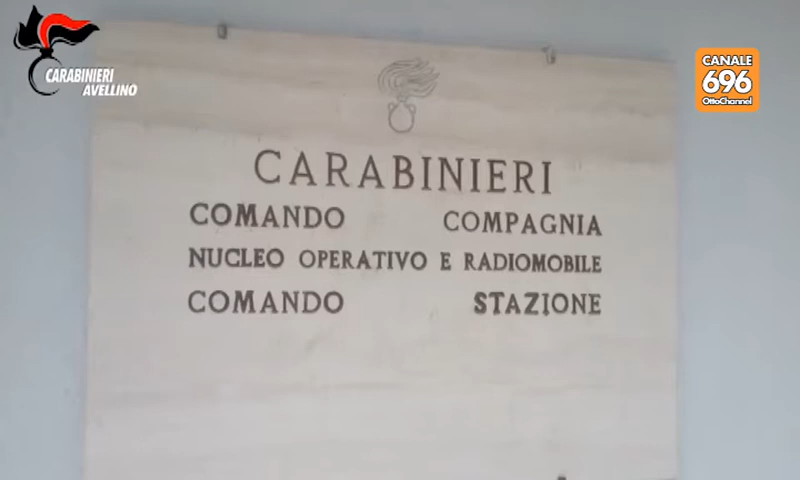 CARABINIERI
AVELLINO
CANALE
696
OttoChannel
CARABINIERI
COMANDO COMPAGNIA
NUCLEO OPERATIVO E RADIOMOBILE
COMANDO STAZIONE